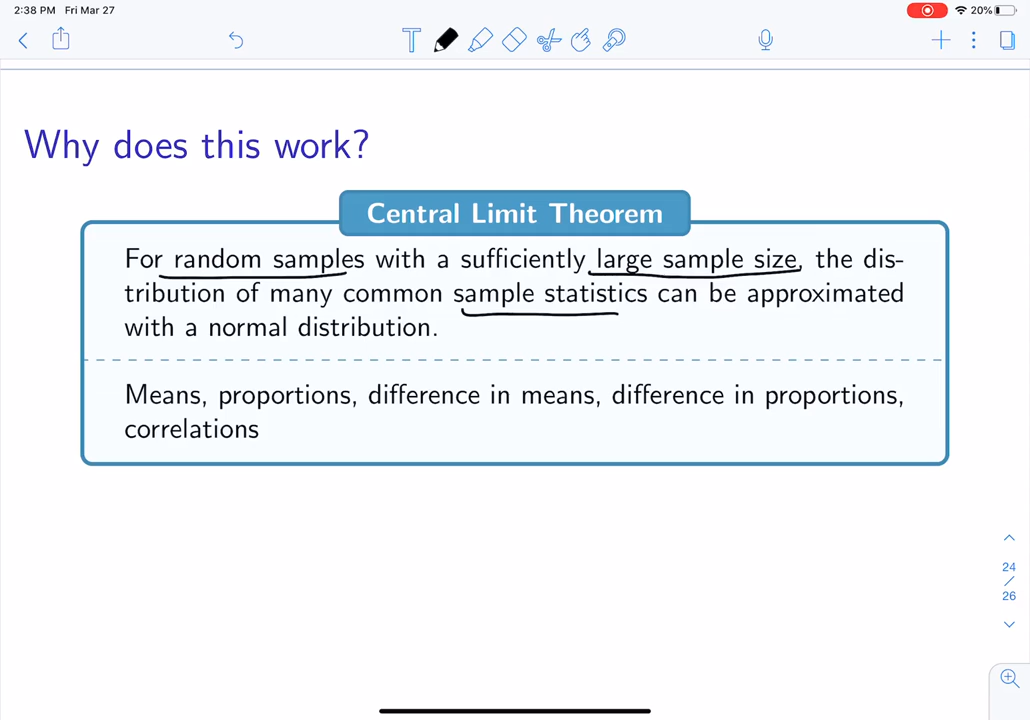 2:38 PM Fri Mar 27
20%
T
Why does this work?
Central Limit Theorem
For random samples with a sufficiently large sample size, the dis-
tribution of many common sample statistics can be approximated
with a normal distribution.
Means, proportions, difference in means, difference in proportions,
correlations
24
/
26